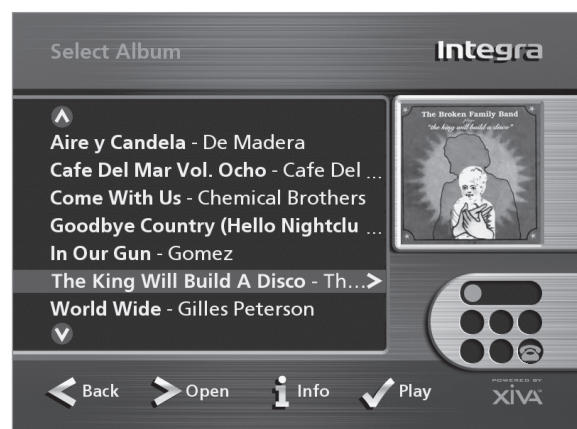 Select Album
Integra
Aire y Candela - De Madera
Cafe Del Mar Vol. Ocho - Cafe Del ...
Come With Us - Chemical Brothers
Goodbye Country (Hello Nightclu ...
In Our Gun - Gomez
The King Will Build A Disco - Th...>
World Wide - Gilles Peterson
The Broken Family Band
plays
"the king will build a disco"
Back
Open
Info
Play
POWERED BY
XiVA